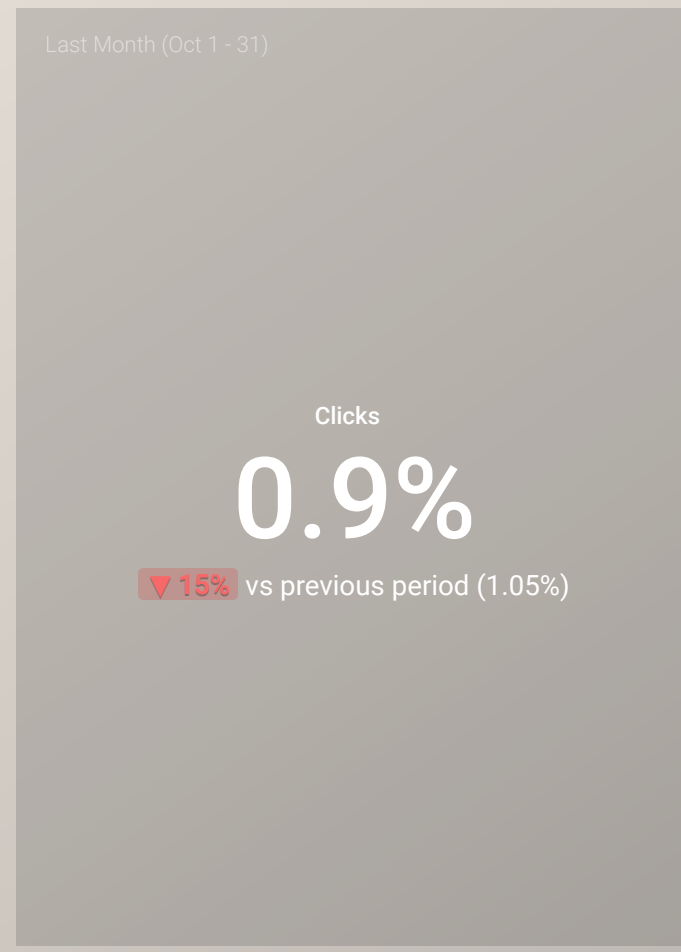 Last Month (Oct 1 - 31)
Clicks
0.9%
▼ 15% vs previous period (1.05%)